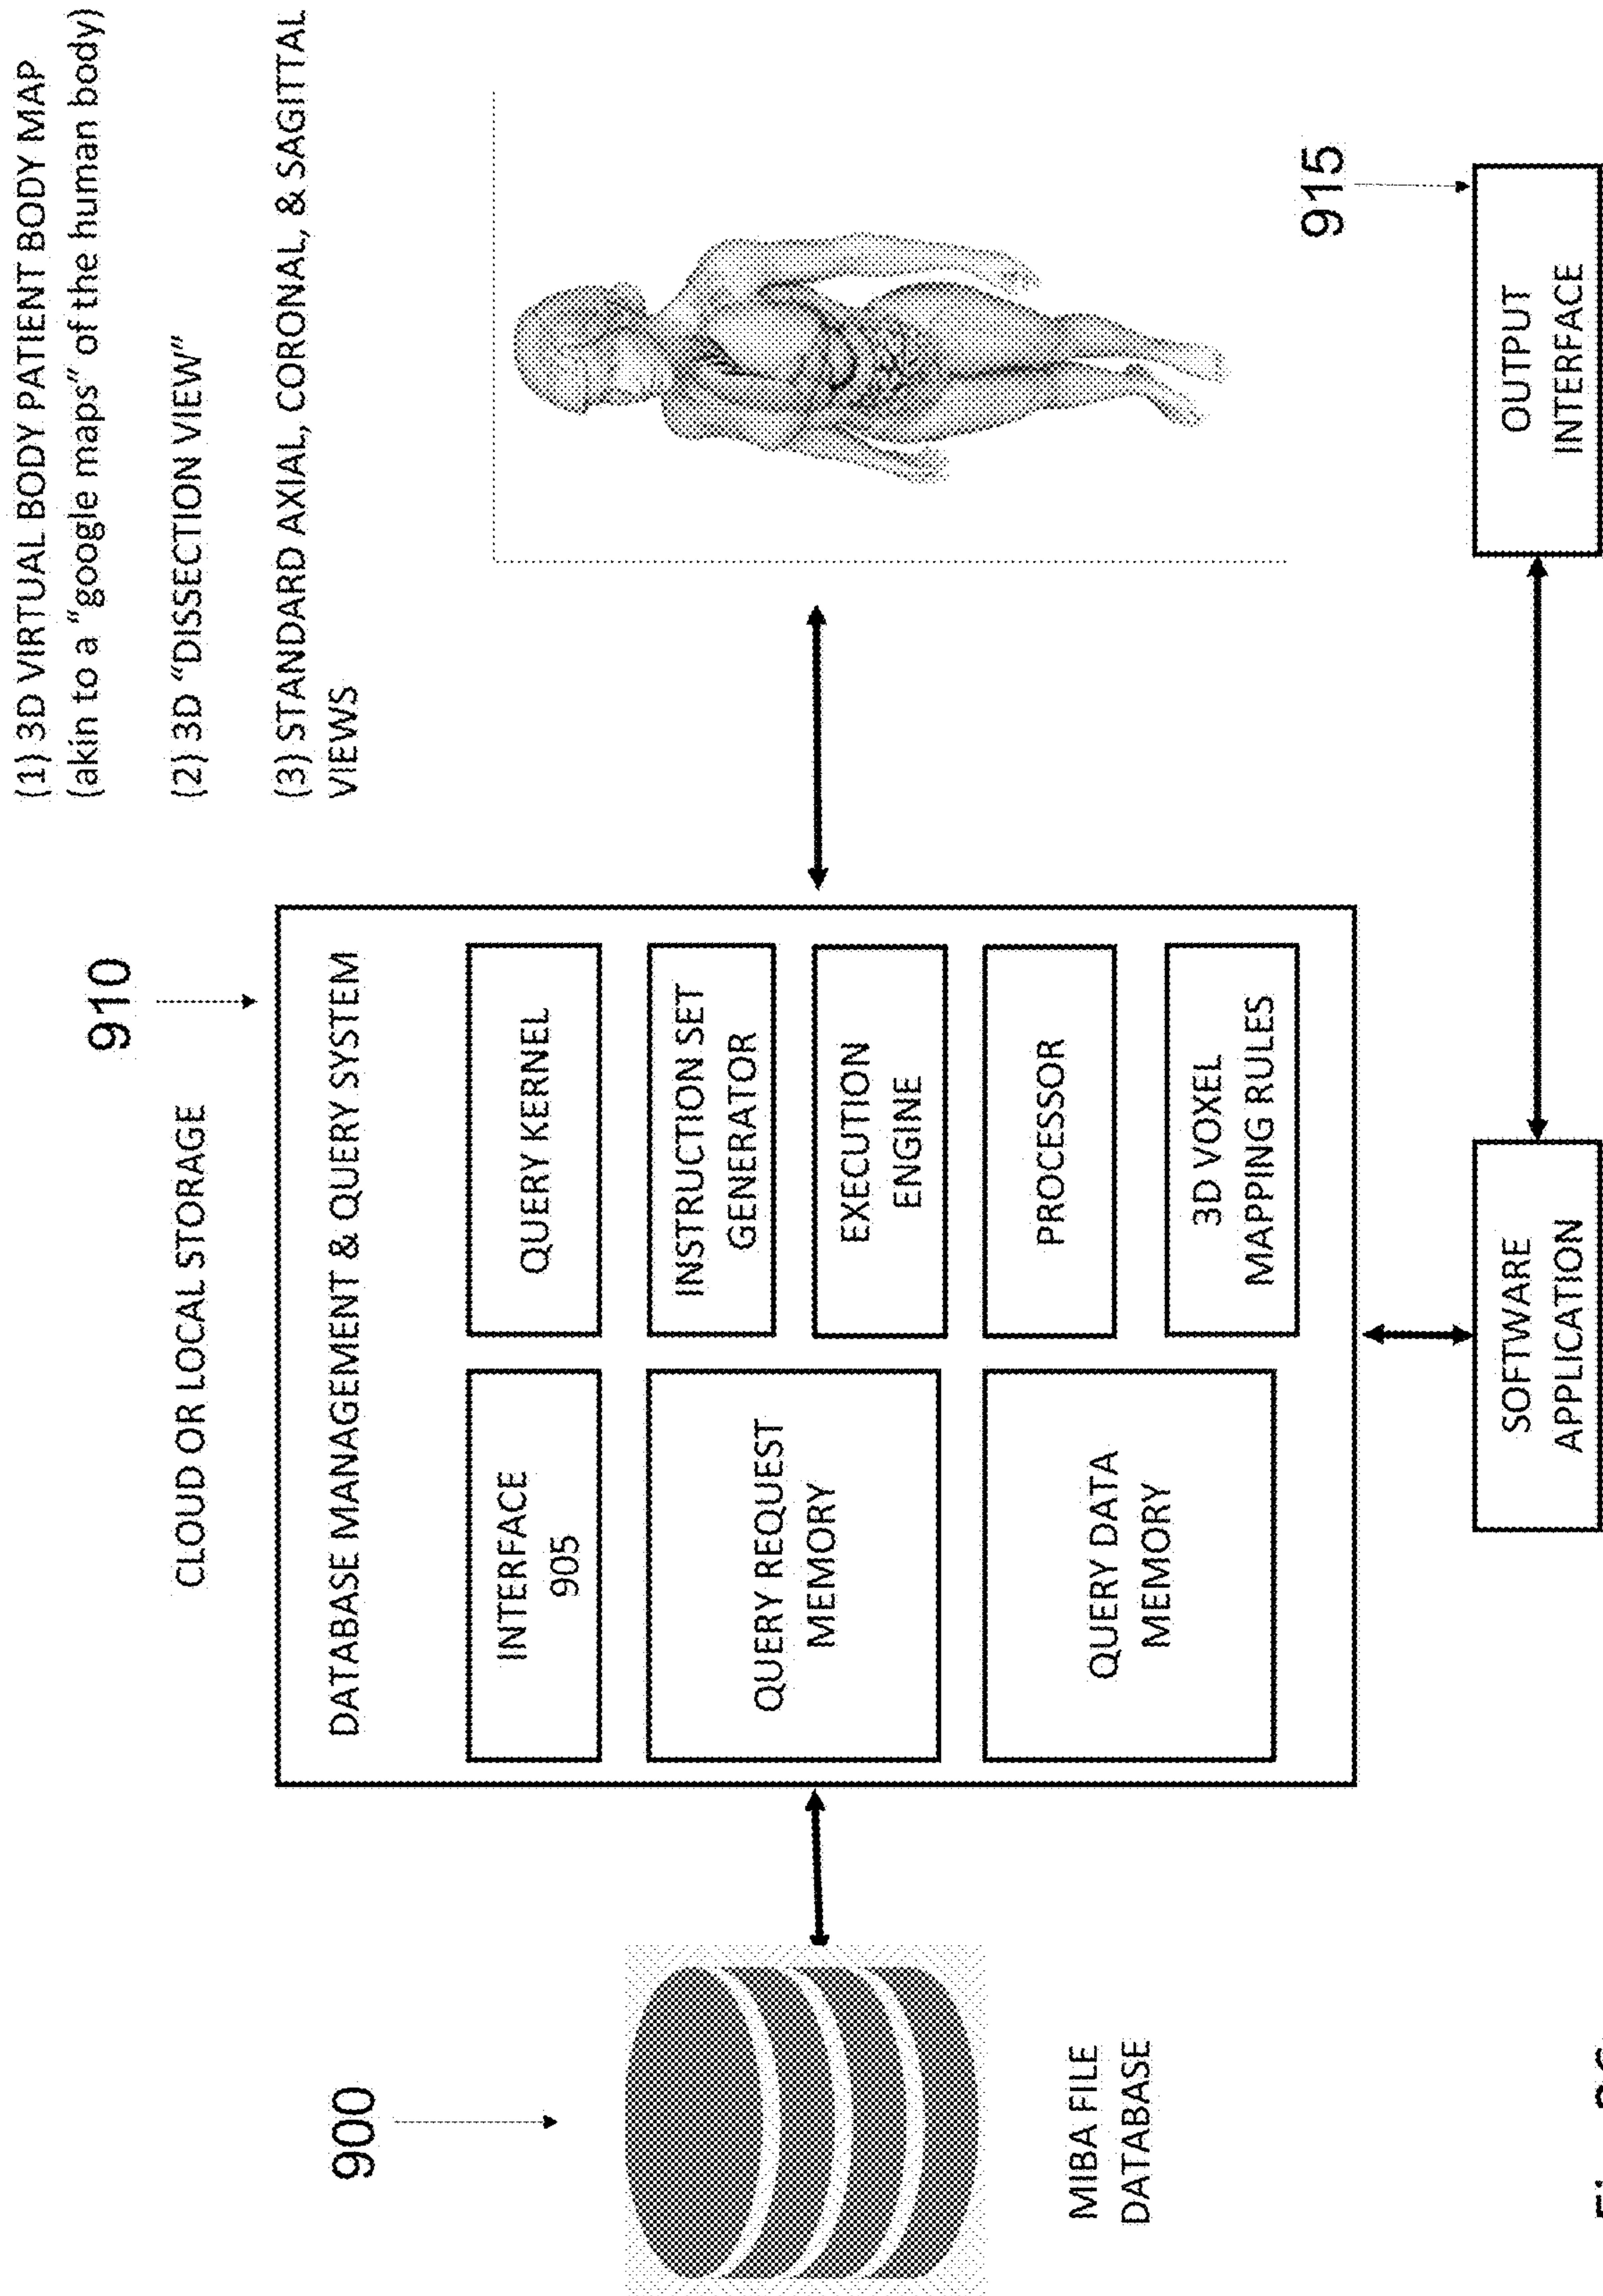 (1) 3D VIRTUAL BODY PATIENT BODY MAP
(akin to a "google maps" of the human body)
(2) 3D "DISSECTION VIEW"
(3) STANDARD AXIAL, CORONAL, & SAGITTAL
VIEWS
910
CLOUD OR LOCAL STORAGE
900
DATABASE MANAGEMENT & QUERY SYSTEM
INTERFACE
905
QUERY KERNEL
QUERY REQUEST
MEMORY
INSTRUCTION SET
GENERATOR
EXECUTION
ENGINE
QUERY DATA
MEMORY
PROCESSOR
3D VOXEL
MAPPING RULES
MIBA FILE
DATABASE
915
SOFTWARE
APPLICATION
OUTPUT
INTERFACE